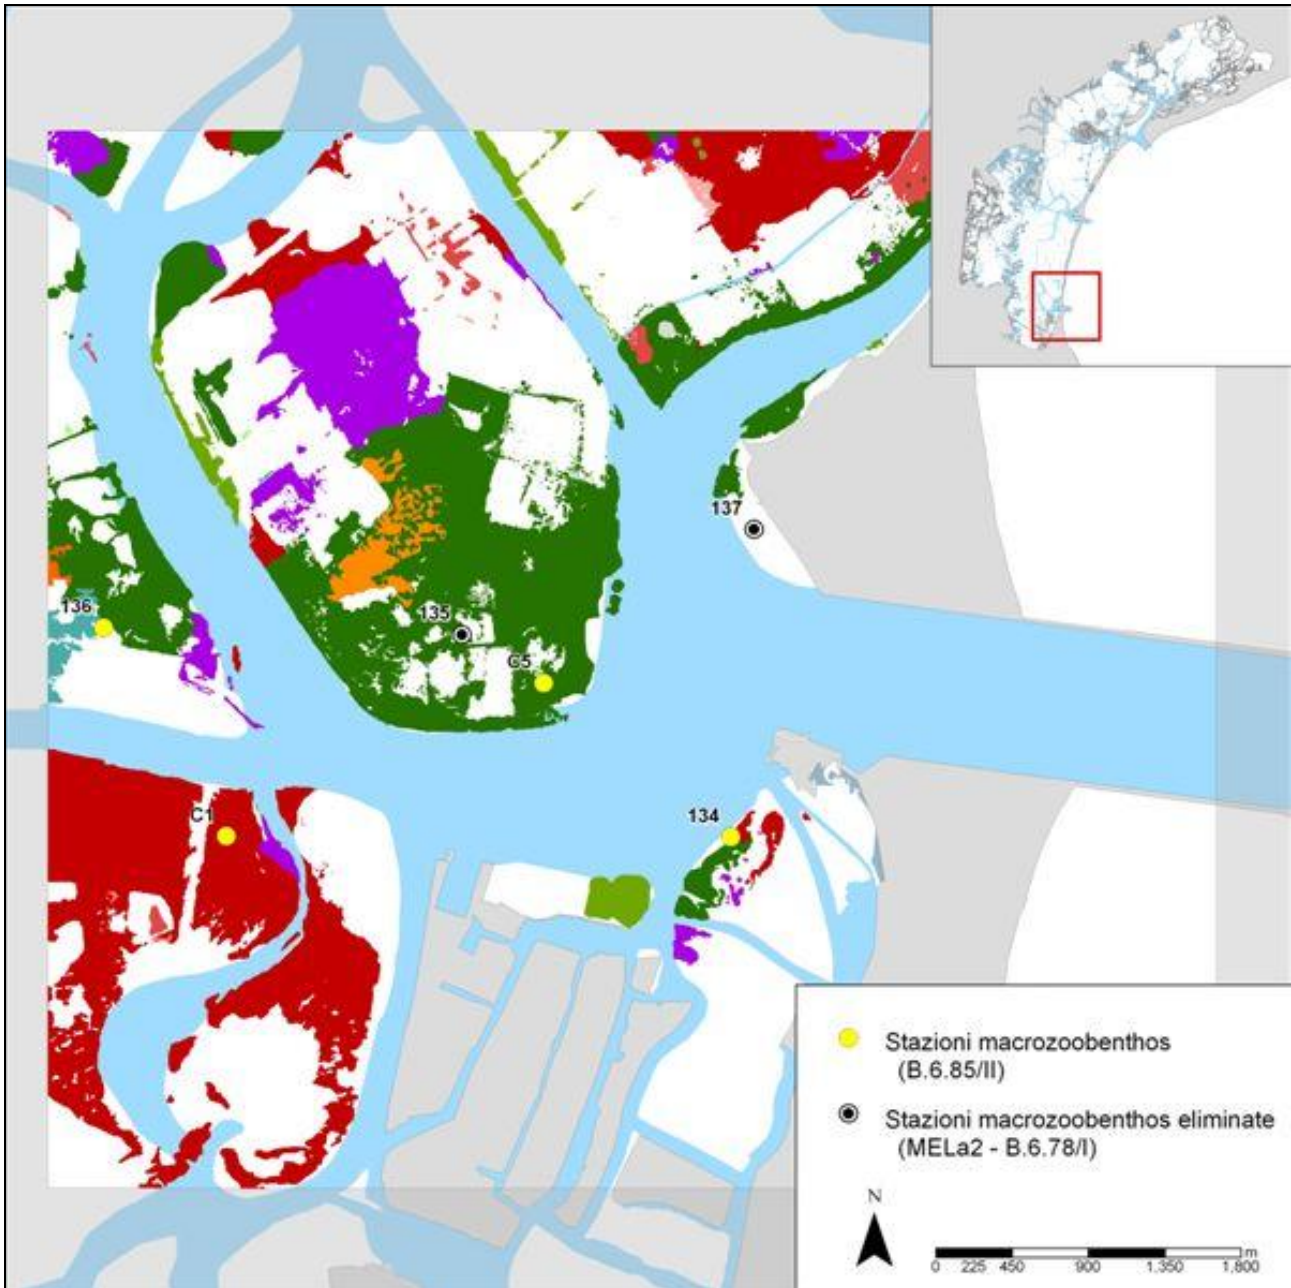 137
136
135
C5
C1
134
Stazioni macrozoobenthos
(B.6.85/II)
Stazioni macrozoobenthos eliminate
(MELa2 - B.6.78/I)
N
m
0 225 450 900 1.350 1.800